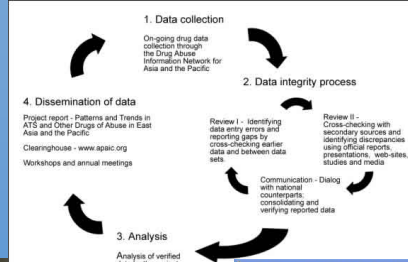 1. Data collection
On-going drug data
collection through
the Drug Abuse
Information Network for
Asia and the Pacific
2. Data integrity process
Review I - Identifying
data entry errors and
reporting gaps by
cross-checking earlier
data and between data
sets.
Review II -
Cross-checking with
secondary sources and
identifying discrepancies
using official reports,
presentations, web-sites,
studies and media
Communication - Dialog
with national
counterparts;
consolidating and
verifying reported data
3. Analysis
Analysis of verified
4. Dissemination of data
Project report - Patterns and Trends in
ATS and Other Drugs of Abuse in East
Asia and the Pacific
Clearinghouse - www.apaic.org
Workshops and annual meetings